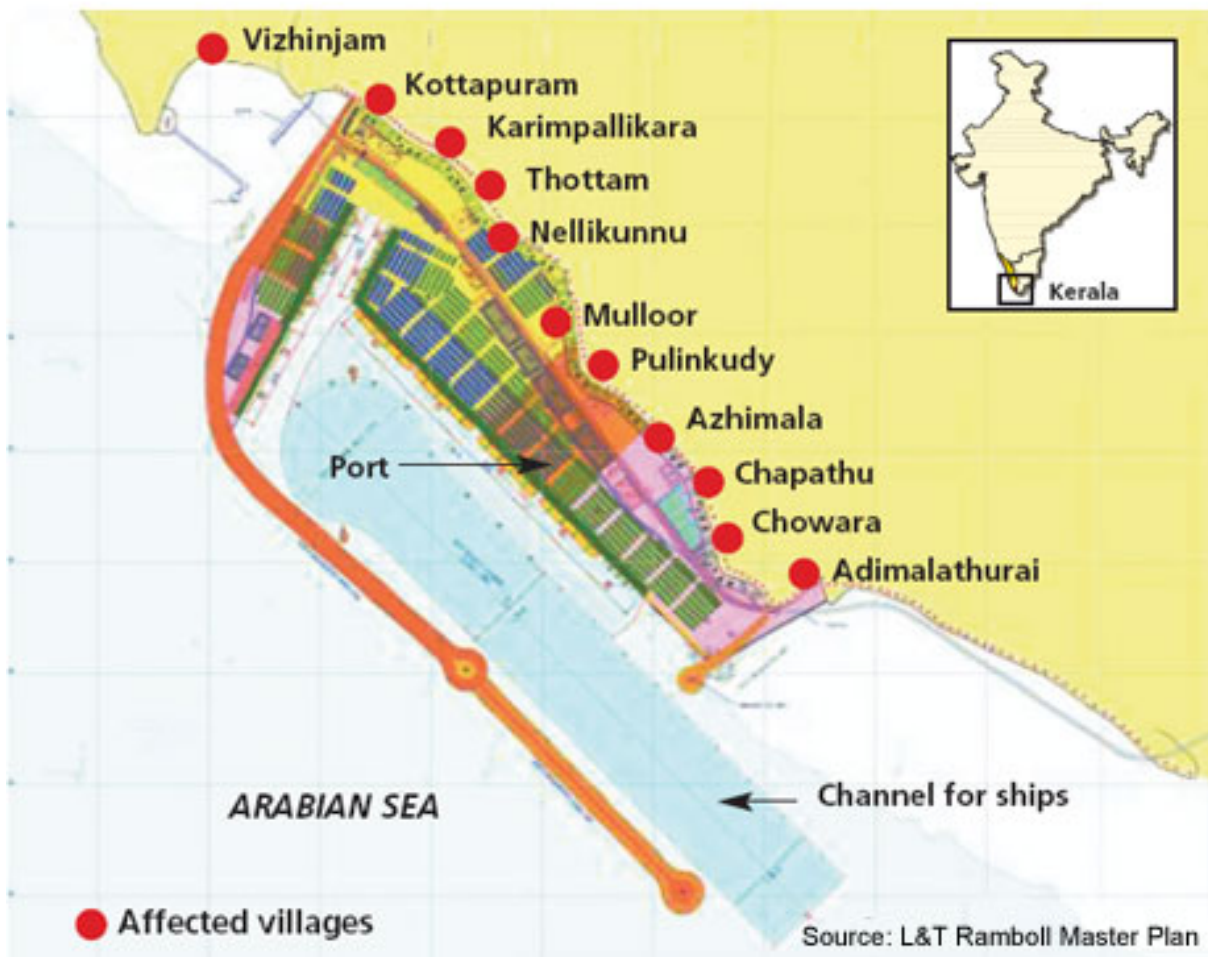 Vizhinjam
Kottapuram
Karimpallikara
Thottam
Nellikunnu
Kerala
Mulloor
Pulinkudy
Azhimala
Port
Chapathu
Chowara
Adimalathurai
Channel for ships
ARABIAN SEA
Affected villages
Source: L&T Ramboll Master Plan